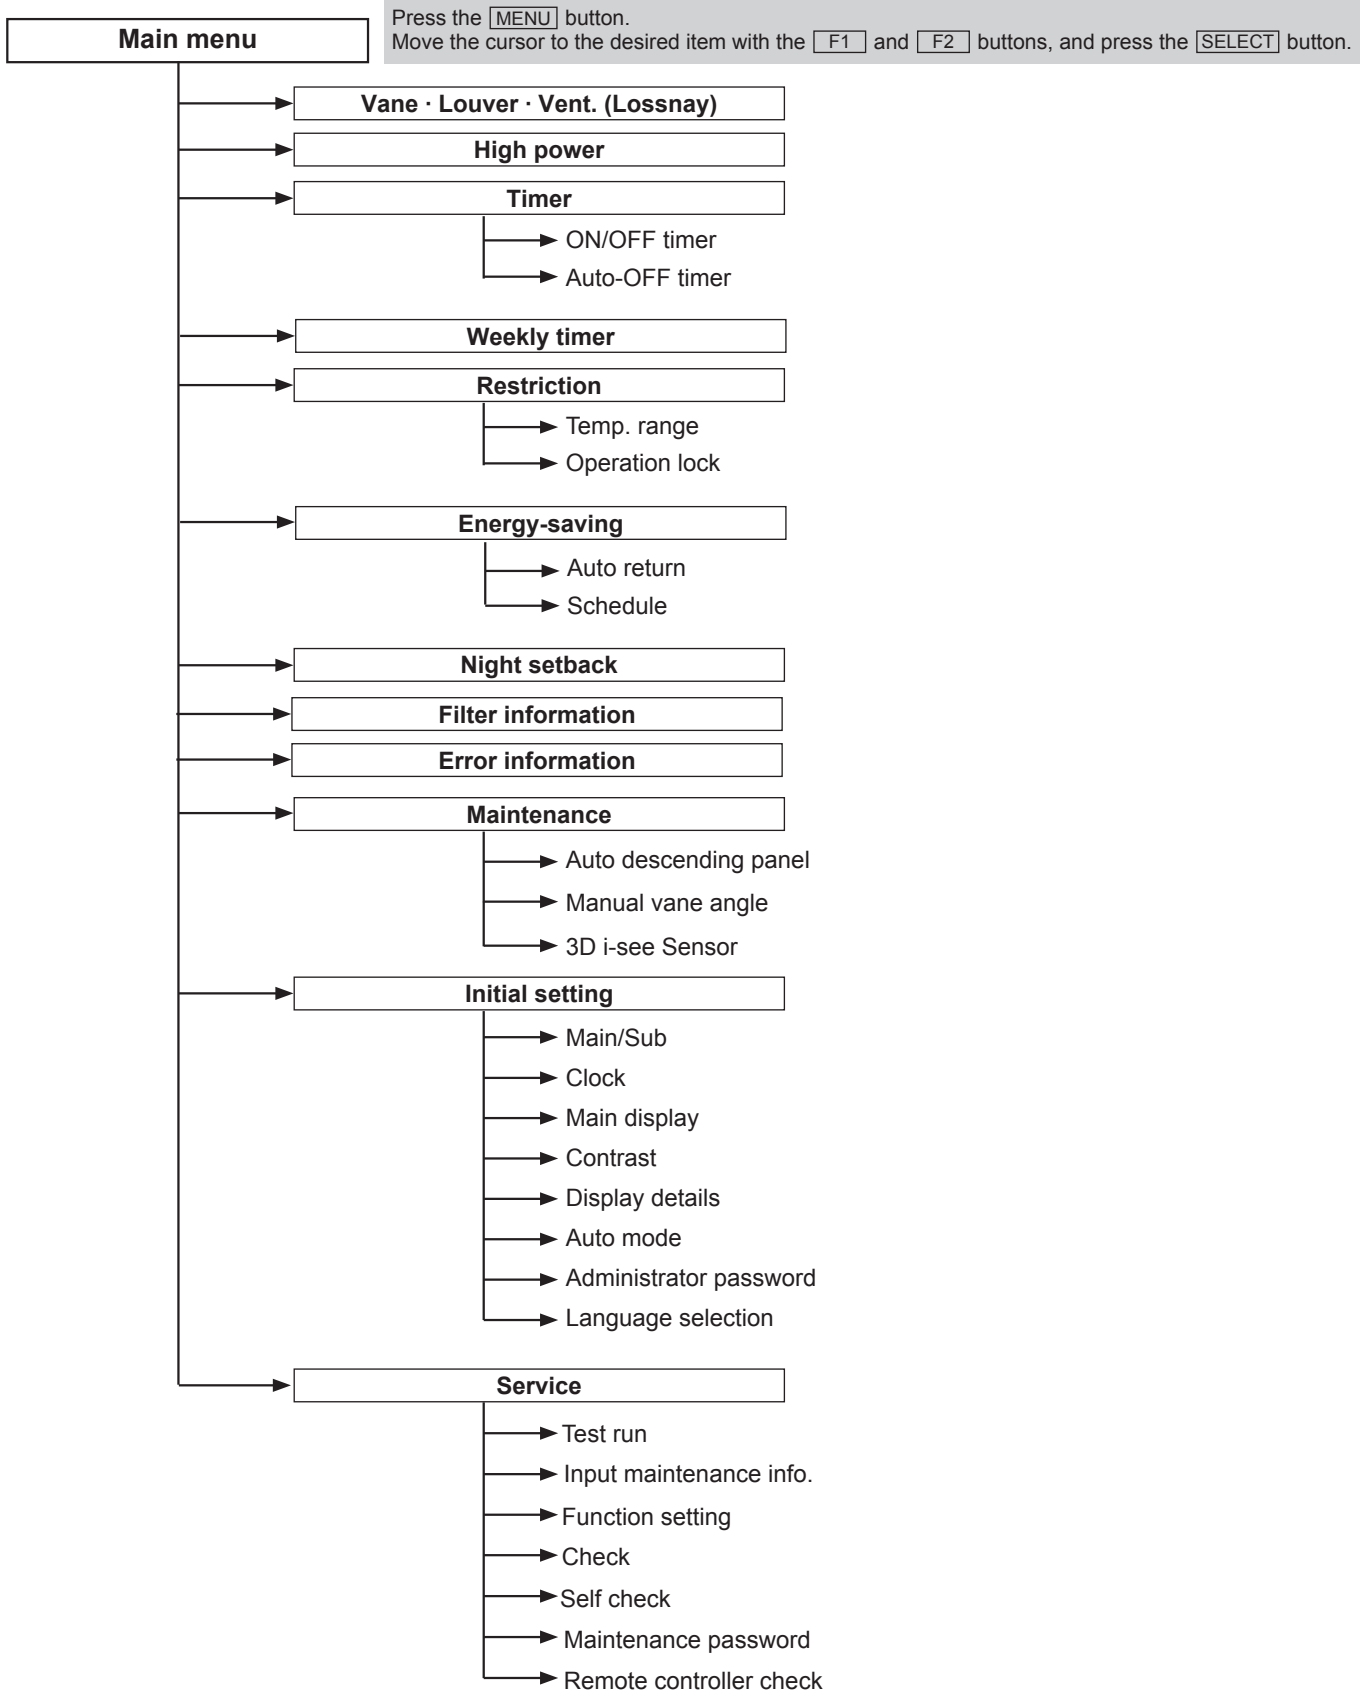 Main menu
Press the MENU button.
Move the cursor to the desired item with the F1 and F2 buttons, and press the SELECT button.
Vane · Louver · Vent. (Lossnay)
High power
Timer
ON/OFF timer
Auto-OFF timer
Weekly timer
Restriction
Temp. range
Operation lock
Energy-saving
Auto return
Schedule
Night setback
Filter information
Error information
Maintenance
Auto descending panel
Manual vane angle
3D i-see Sensor
Initial setting
Main/Sub
Clock
Main display
Contrast
Display details
Auto mode
Administrator password
Language selection
Service
Test run
Input maintenance info.
Function setting
Check
Self check
Maintenance password
Remote controller check